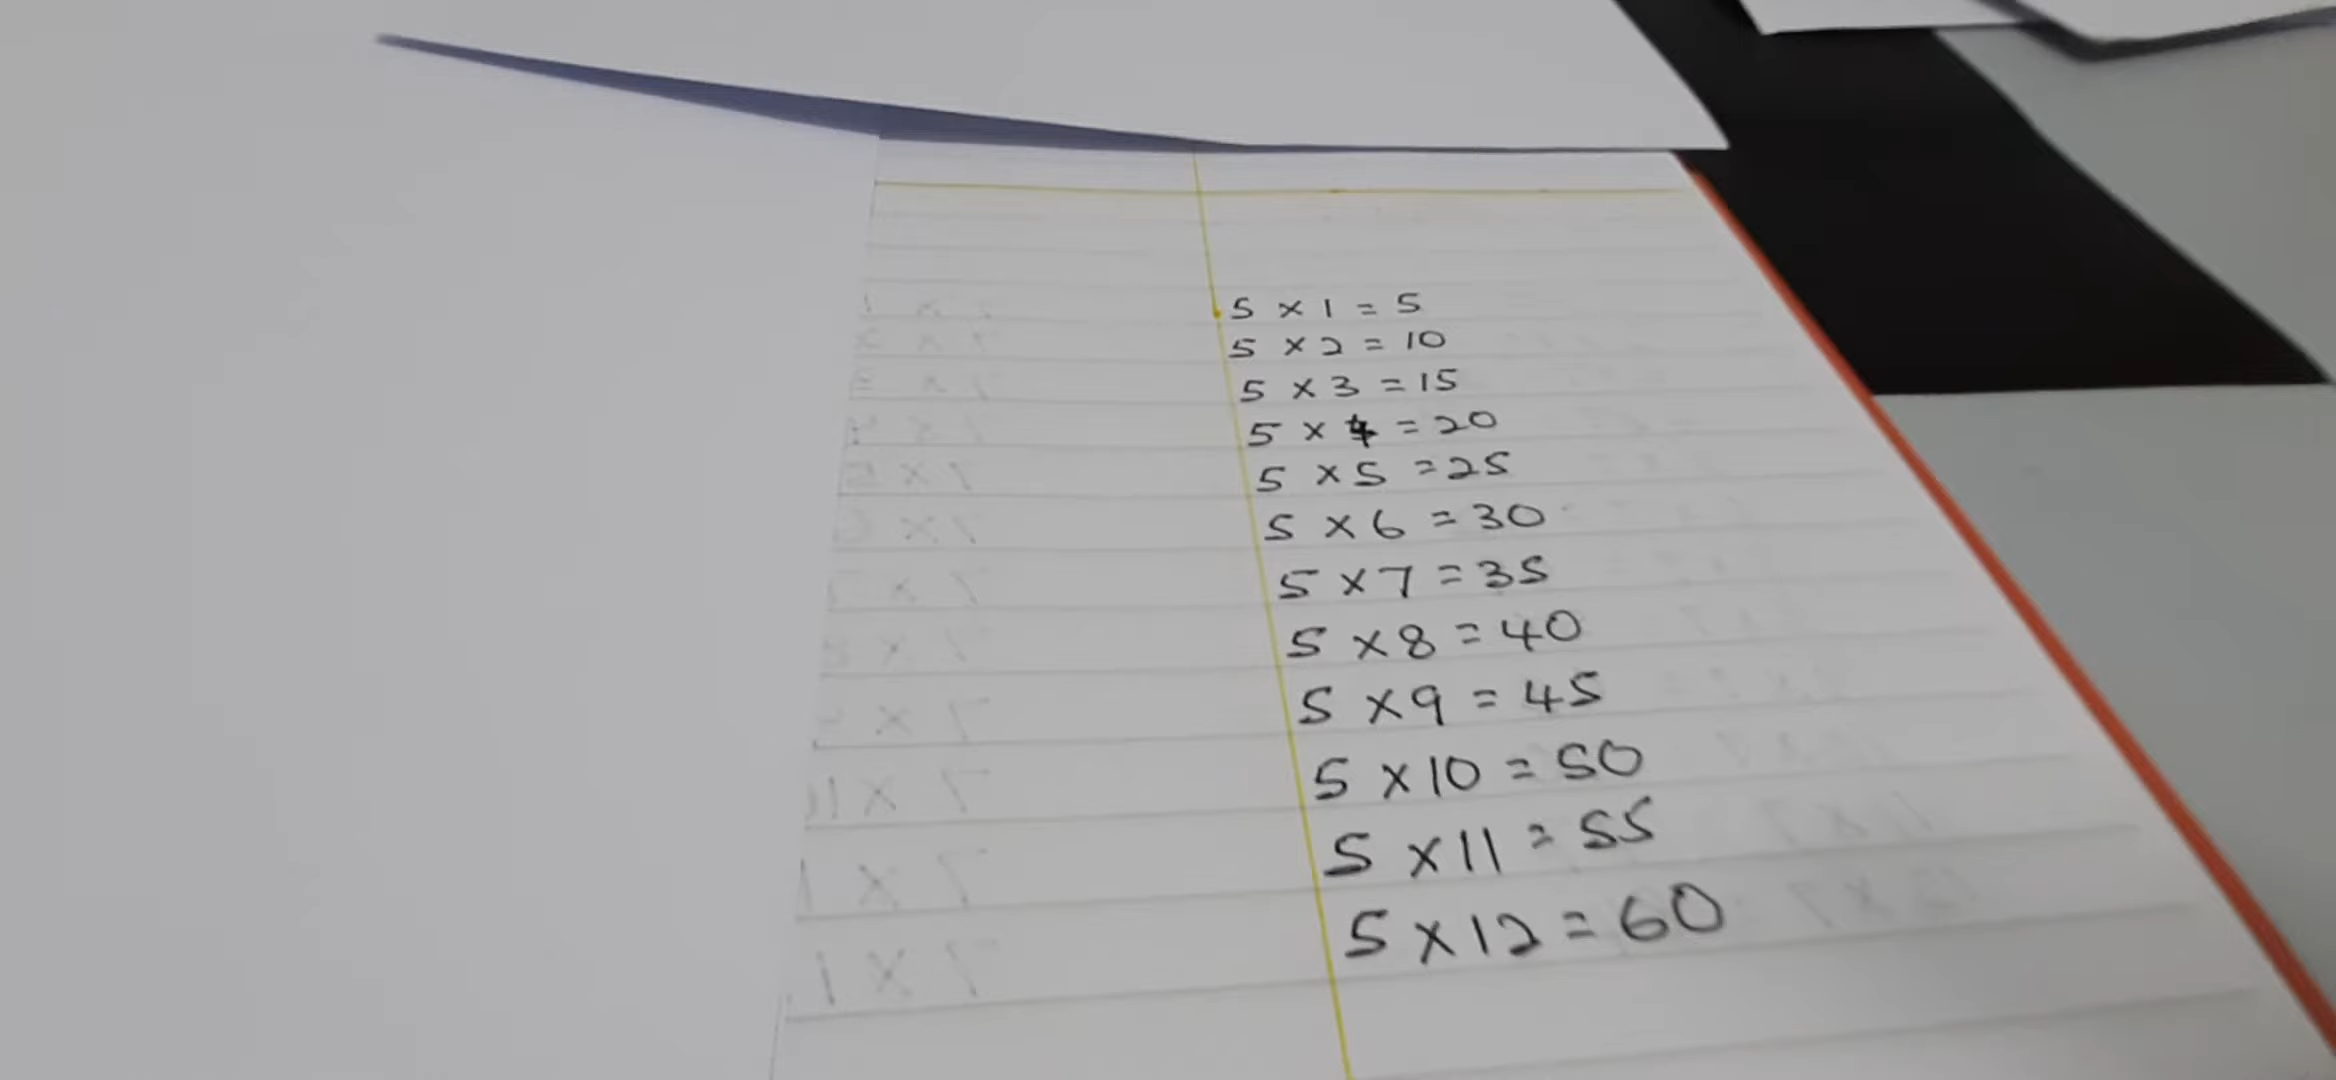 5 x 1 = 5
5 x 2 = 10
5 x 3 = 15
5 x 4 = 20
5 x 5 = 25
5 x 6 = 30
5 x 7 = 35
5 x 8 = 40
5 x 9 = 45
5 x 10 = 50
5 x 11 = 55
5 x 12 = 60